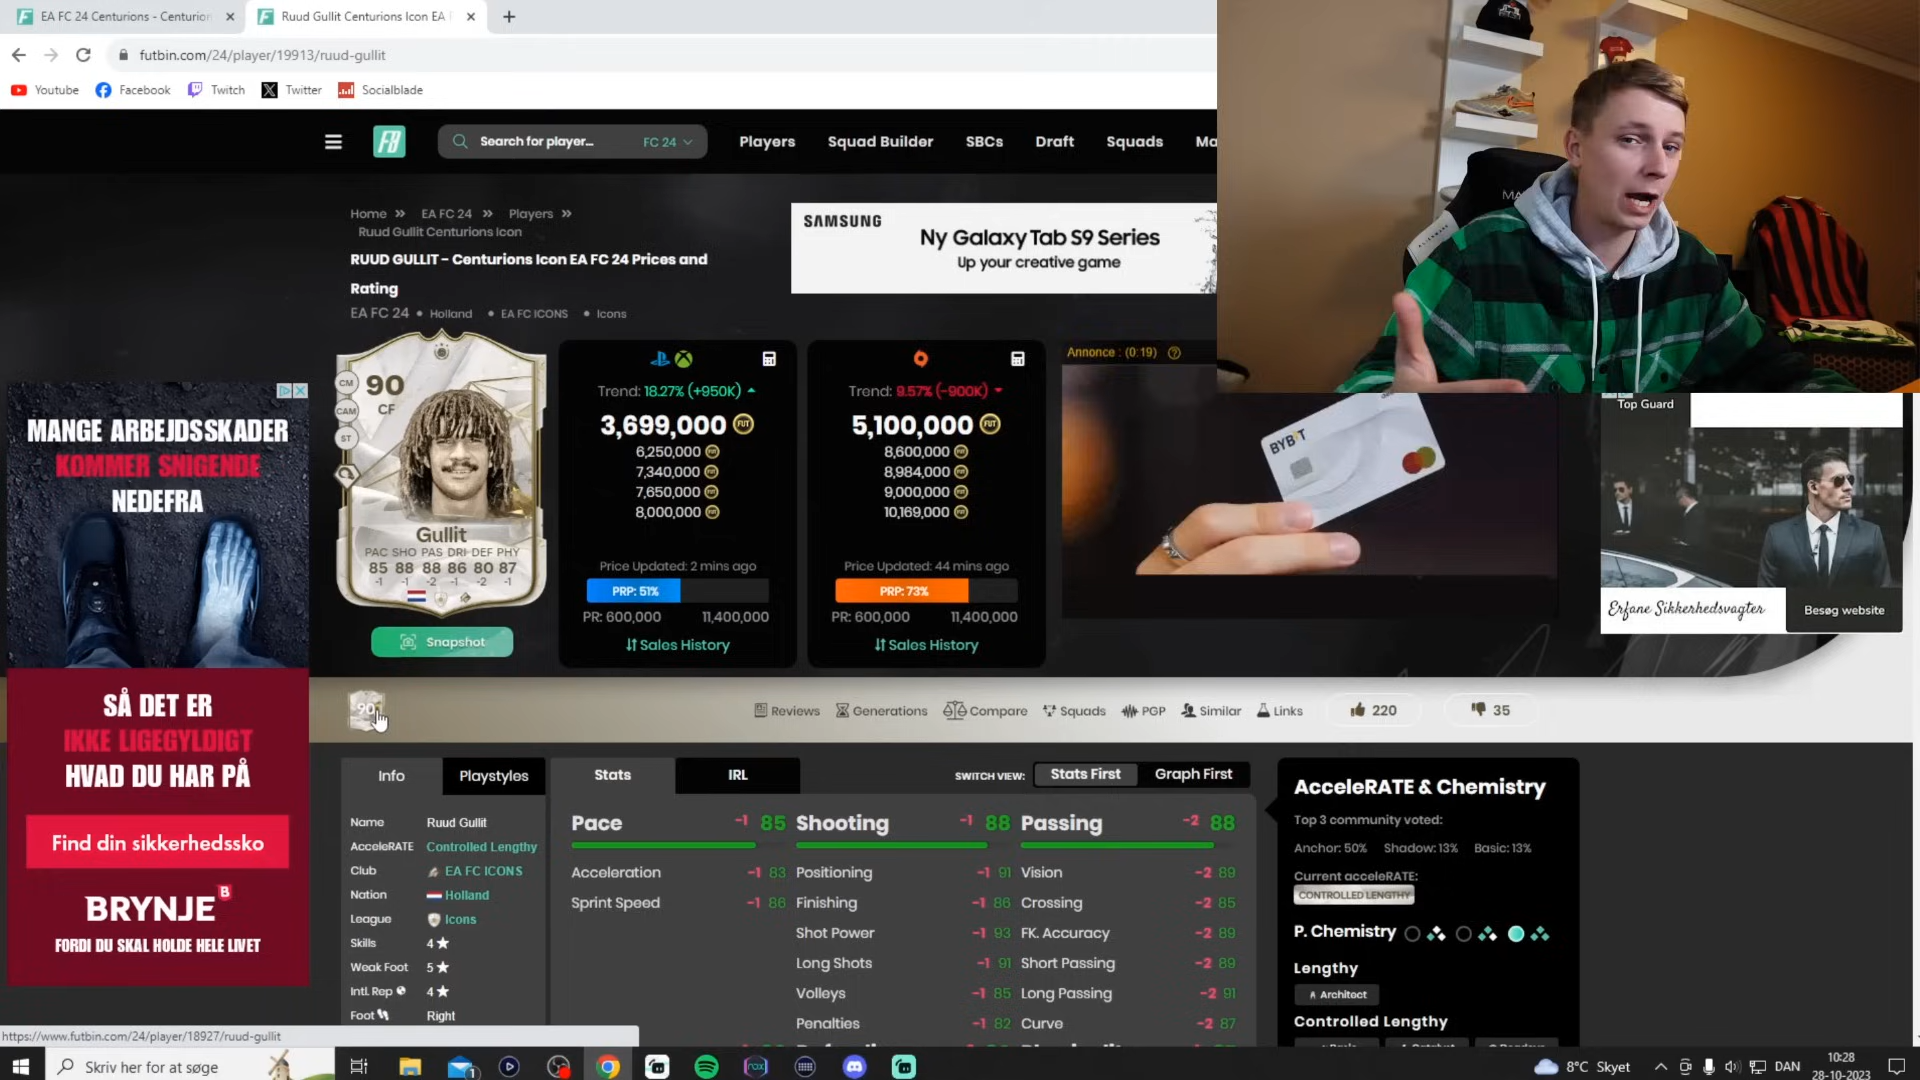 EA FC 24 Centurions - Centurion
Ruud Gullit Centurions Icon EA F
futbin.com/24/player/19913/ruud-gullit
Youtube
Facebook
Twitch
Twitter
Socialblade
Search for player...
FC 24
Players
Squad Builder
SBCs
Draft
Squads
Ma
Home » EA FC 24 » Players »
Ruud Gullit Centurions Icon
RUUD GULLIT - Centurions Icon EA FC 24 Prices and
Rating
EA FC 24 • Holland • EA FC ICONS • Icons
SAMSUNG
Ny Galaxy Tab S9 Series
Up your creative game
CM
CAM
ST
90
CF
Gullit
PAC SHO PAS DRI DEF PHY
85 88 88 86 80 87
-1 -1 -2 -1 -2 -1
Snapshot
Trend: 18.27% (+950K)
3,699,000
6,250,000
7,340,000
7,650,000
8,000,000
Price Updated: 2 mins ago
PRP: 51%
PR: 600,000 11,400,000
Sales History
Trend: 9.57% (-900K)
5,100,000
8,600,000
8,984,000
9,000,000
10,169,000
Price Updated: 44 mins ago
PRP: 73%
PR: 600,000 11,400,000
Sales History
Annonce : (0:19)
BYBIT
Top Guard
Erfane Sikkerhedsvagter
Besøg website
MANGE ARBEJDSSKADER
KOMMER SNIGENDE
NEDEFRA
SÅ DET ER
IKKE LIGEGYLDIGT
HVAD DU HAR PÅ
Find din sikkerhedssko
BRYNJE B
FORDI DU SKAL HOLDE HELE LIVET
90
Reviews
Generations
Compare
Squads
PGP
Similar
Links
220
35
Info
Playstyles
Name Ruud Gullit
AcceleRATE Controlled Lengthy
Club EA FC ICONS
Nation Holland
League Icons
Skills 4★
Weak Foot 5★
Intl. Rep 4★
Foot Right
Stats
IRL
SWITCH VIEW:
Stats First
Graph First
Pace -1 85
Acceleration -1 83
Sprint Speed -1 86
Shooting -1 88
Positioning -1 91
Finishing -1 86
Shot Power -1 93
Long Shots -1 91
Volleys -1 85
Penalties -1 82
Passing -2 88
Vision -2 89
Crossing -2 85
FK. Accuracy -2 89
Short Passing -2 89
Long Passing -2 91
Curve -2 87
AcceleRATE & Chemistry
Top 3 community voted:
Anchor: 50% Shadow: 13% Basic: 13%
Current acceleRATE:
CONTROLLED LENGTHY
P. Chemistry
Lengthy
Architect
Controlled Lengthy
https://www.futbin.com/24/player/18927/ruud-gullit
Skriv her for at søge
8°C Skyet
DAN
10:28
28-10-2023